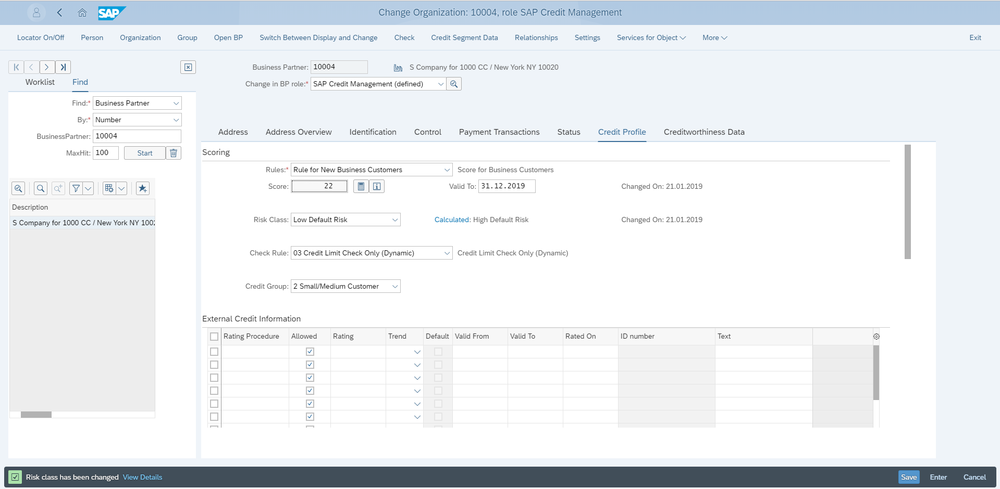 SAP
Change Organization: 10004, role SAP Credit Management
Locator On/Off Person Organization Group Open BP Switch Between Display and Change Check Credit Segment Data Relationships Settings Services for Object More Exit
Worklist Find
Find:* Business Partner
By:* Number
BusinessPartner: 10004
MaxHit: 100 Start
Description
S Company for 1000 CC / New York NY 1002
Business Partner: 10004 S Company for 1000 CC / New York NY 10020
Change in BP role:* SAP Credit Management (defined)
Address Address Overview Identification Control Payment Transactions Status Credit Profile Creditworthiness Data
Scoring
Rules:* Rule for New Business Customers Score for Business Customers
Score: 22 Valid To: 31.12.2019 Changed On: 21.01.2019
Risk Class: Low Default Risk Calculated: High Default Risk Changed On: 21.01.2019
Check Rule: 03 Credit Limit Check Only (Dynamic) Credit Limit Check Only (Dynamic)
Credit Group: 2 Small/Medium Customer
External Credit Information
Rating Procedure Allowed Rating Trend Default Valid From Valid To Rated On ID number Text
Risk class has been changed View Details Save Enter Cancel